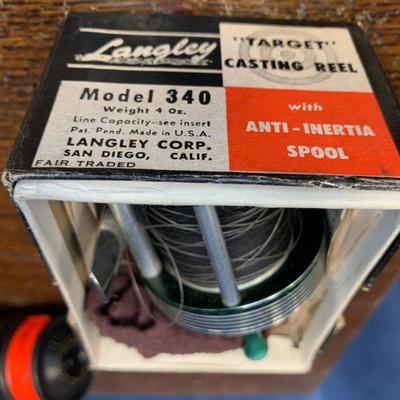 Langley
"TARGET"
CASTING REEL
Model 340
Weight 4 Oz.
Line Capacity--see insert
Pat. Pend. Made in U.S.A.
LANGLEY CORP.
SAN DIEGO, CALIF.
FAIR TRADED
with
ANTI-INERTIA
SPOOL